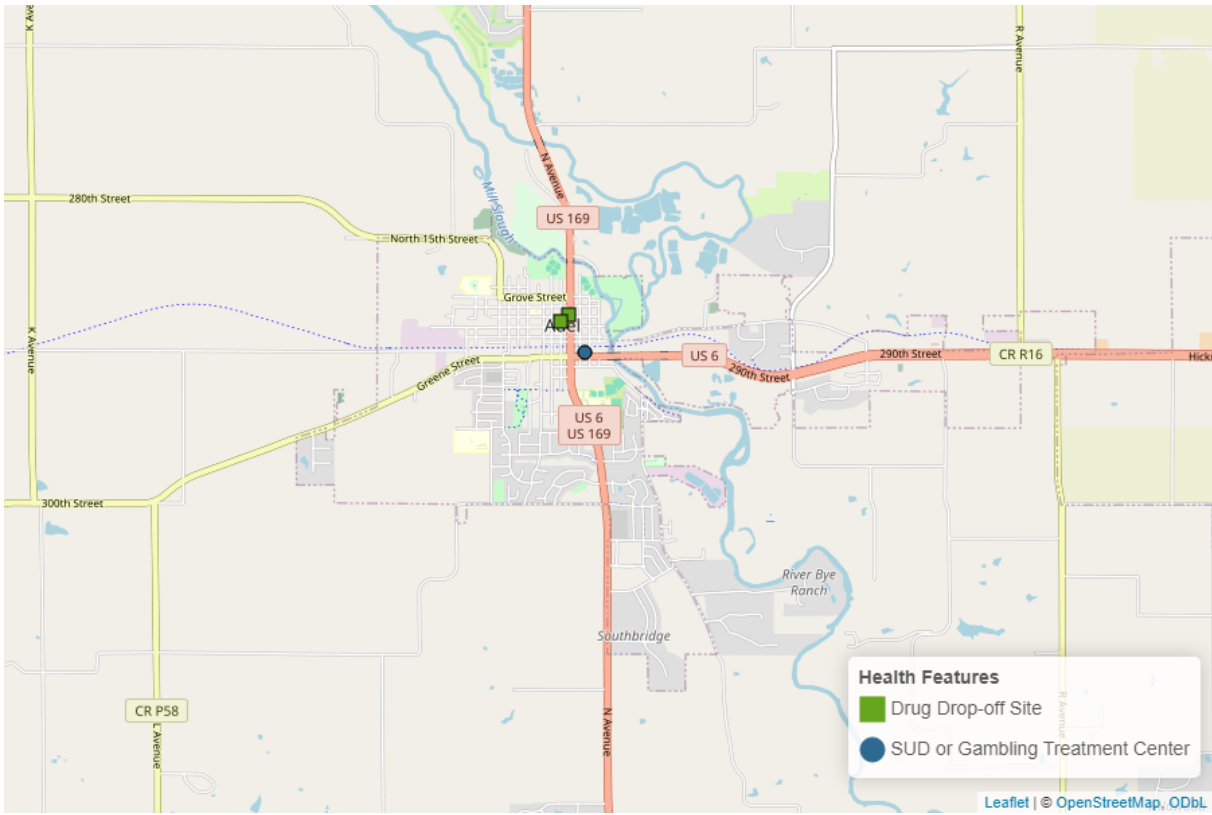 K Ave
R Avenue
280th Street
Mill Slough
N Avenue
US 169
North 15th Street
Grove Street
Adel
K Avenue
Greene Street
US 6
290th Street
290th Street
CR R16
US 6
US 169
300th Street
River Bye
Ranch
Southbridge
CR P58
L Avenue
N Avenue
R Avenue
Health Features
Drug Drop-off Site
SUD or Gambling Treatment Center
Leaflet | © OpenStreetMap, ODbL